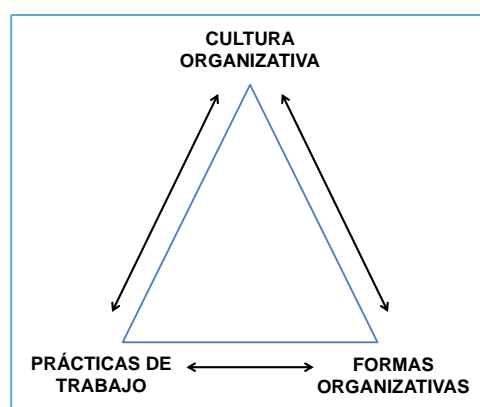 CULTURA
ORGANIZATIVA
PRÁCTICAS DE
TRABAJO
FORMAS
ORGANIZATIVAS